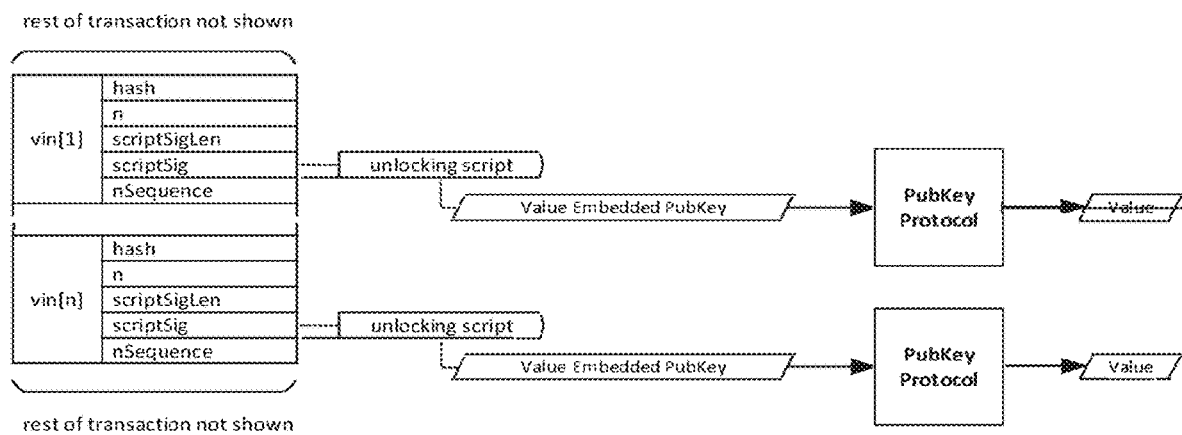 rest of transaction not shown
vin[1]
hash
n
scriptSigLen
scriptSig
nSequence
unlocking script
Value Embedded PubKey
PubKey
Protocol
Value
vin[n]
hash
n
scriptSigLen
scriptSig
nSequence
unlocking script
Value Embedded PubKey
PubKey
Protocol
Value
rest of transaction not shown